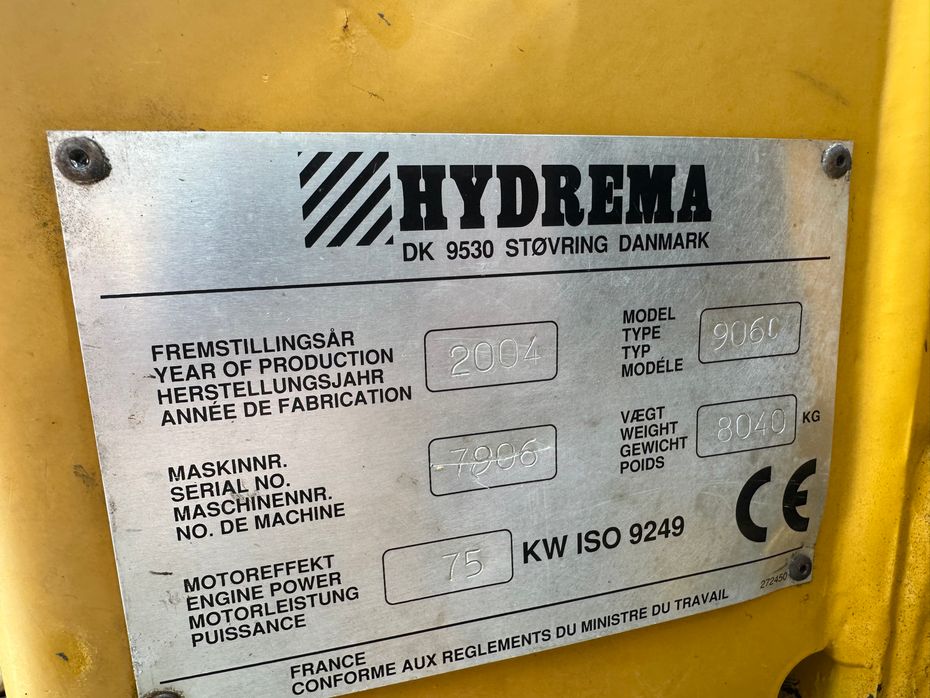 HYDREMA
DK 9530 STØVRING DANMARK
FREMSTILLINGSÅR
YEAR OF PRODUCTION
HERSTELLUNGSJAHR
ANNÉE DE FABRICATION
2004
MODEL
TYPE
TYP
MODÉLE
MASKINNR.
SERIAL NO.
MASCHINENNR.
NO. DE MACHINE
7906
VÆGT
WEIGHT
GEWICHT
POIDS
8040 KG
MOTOREFFEKT
ENGINE POWER
MOTORLEISTUNG
PUISSANCE
75 KW ISO 9249
CE
272450
FRANCE
CONFORME AUX REGLEMENTS DU MINISTRE DU TRAVAIL